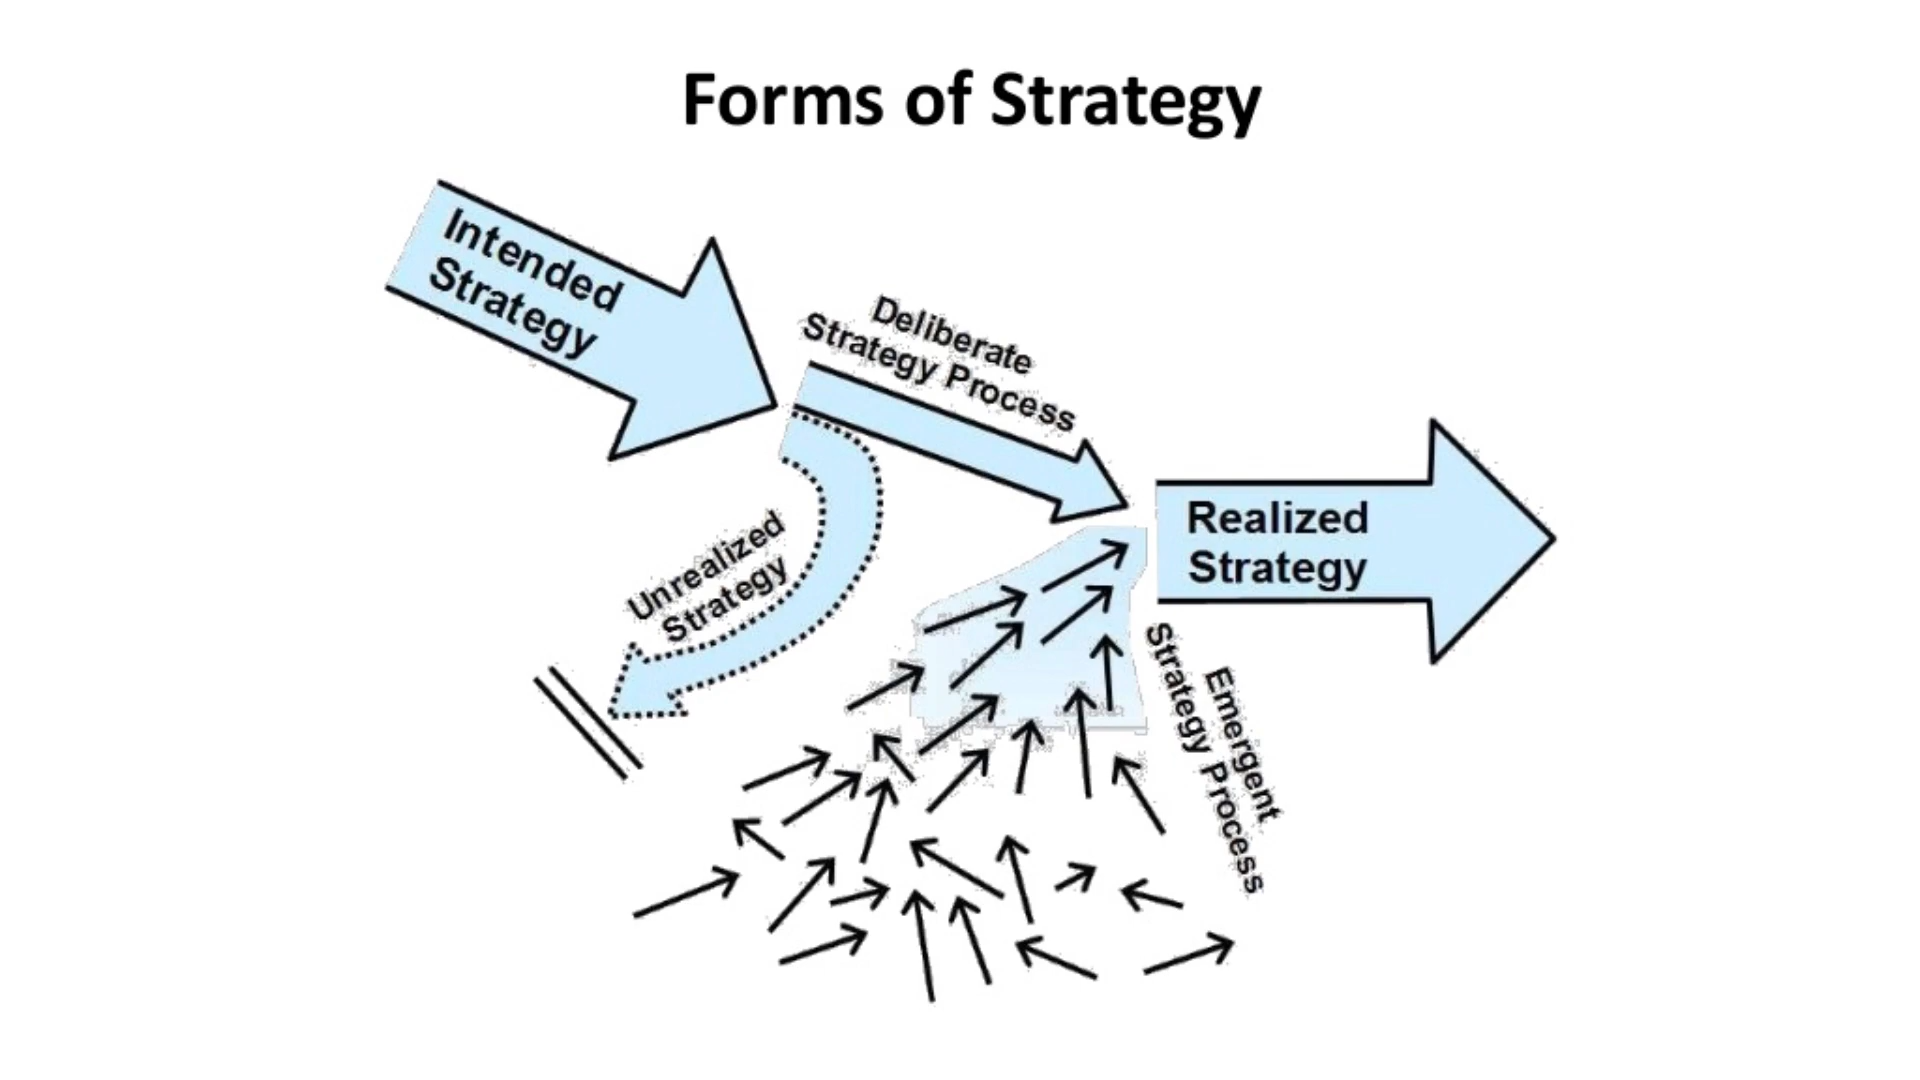 Forms of Strategy
Intended
Strategy
Deliberate
Strategy Process
Unrealized
Strategy
Realized
Strategy
Emergent
Strategy Process